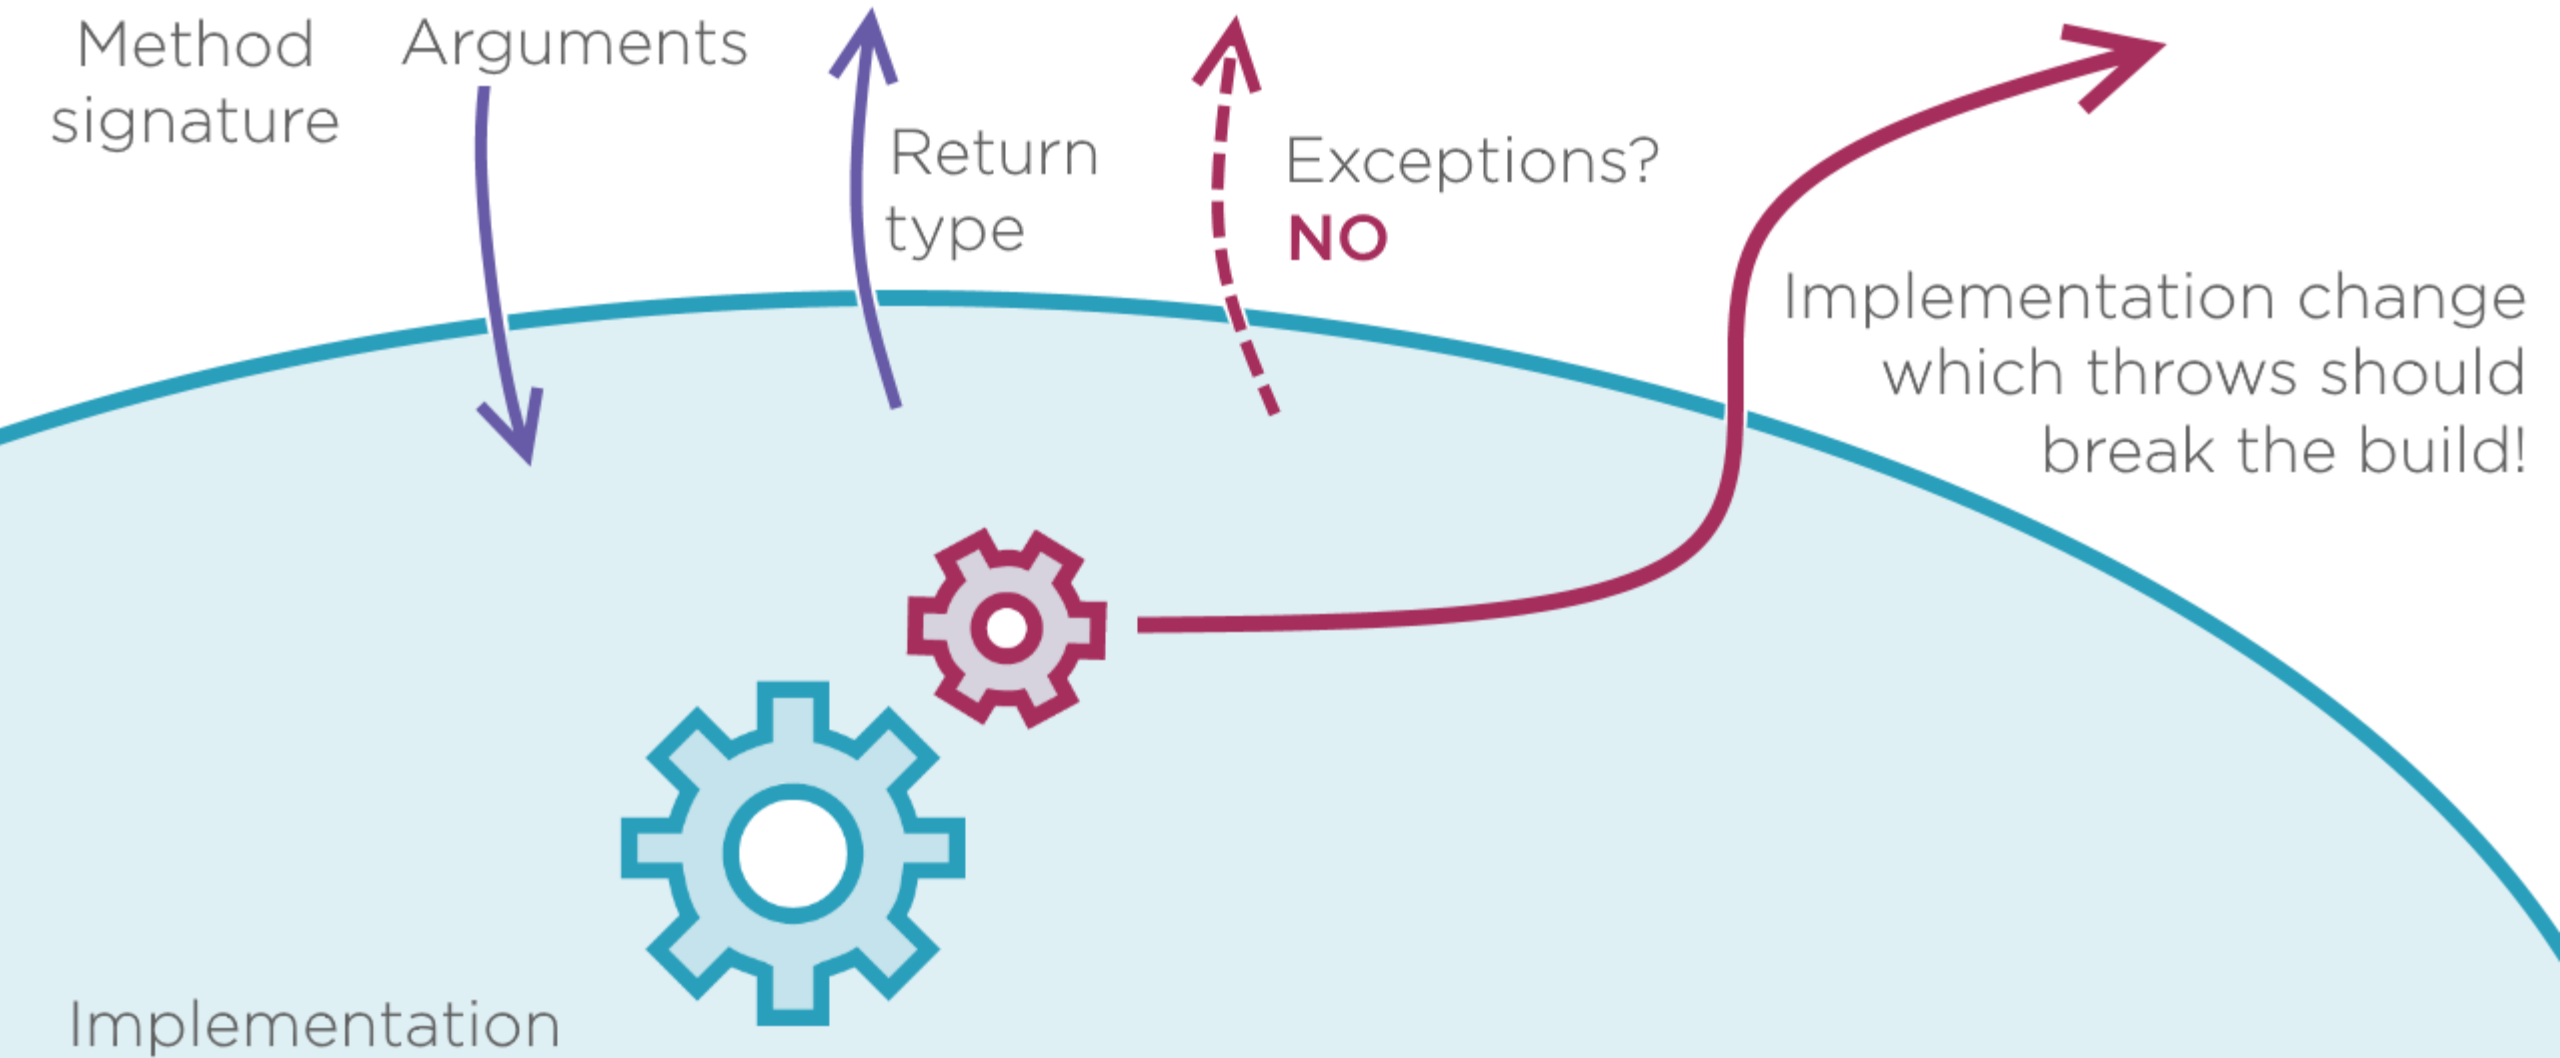 Method
signature
Arguments
Return
type
Exceptions?
NO
Implementation change
which throws should
break the build!
Implementation